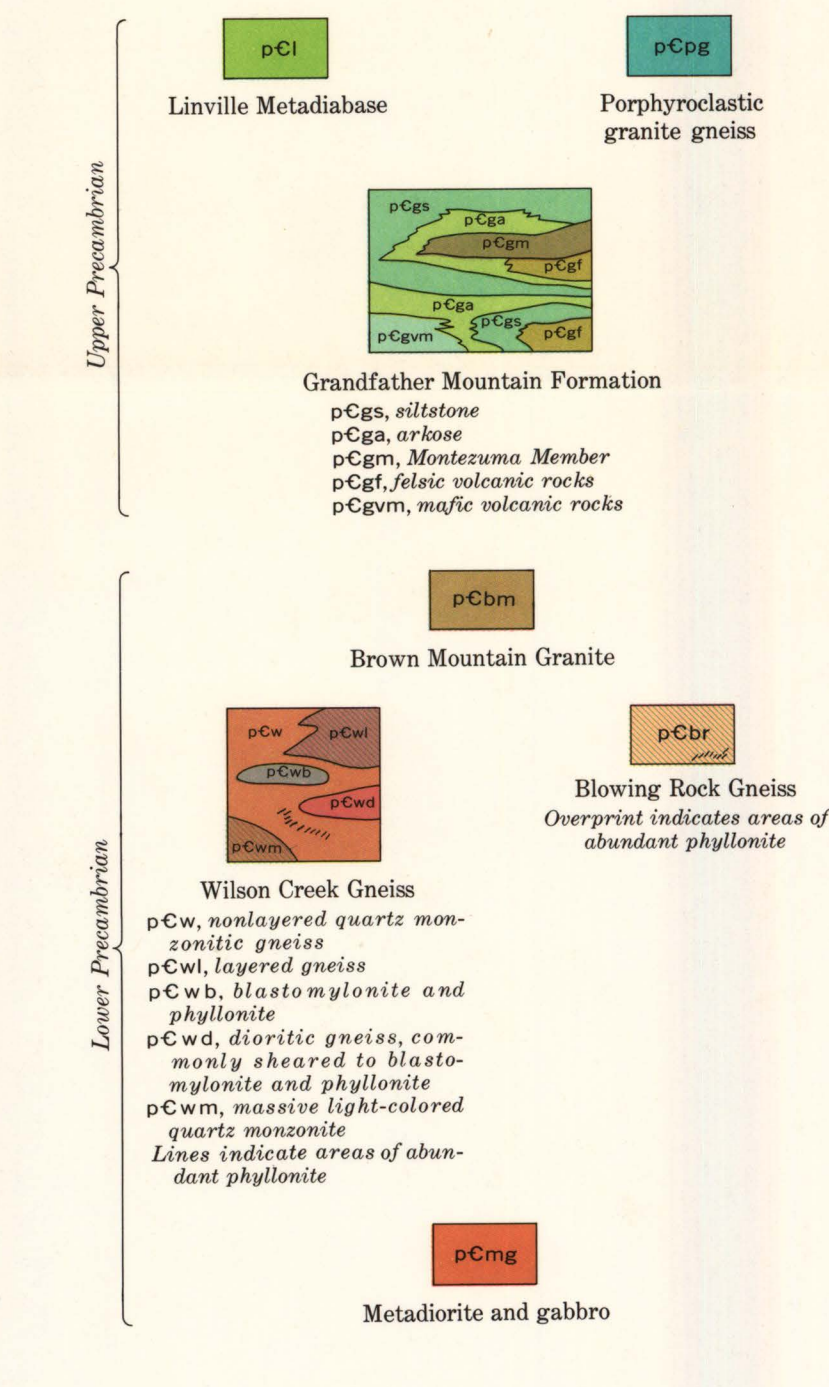 Upper Precambrian
p€l
Linville Metadiabase
p€pg
Porphyroclastic
granite gneiss
p€gs
p€ga
p€gm
p€gf
p€ga
p€gs
p€gf
p€gvm
Grandfather Mountain Formation
p€gs, siltstone
p€ga, arkose
p€gm, Montezuma Member
p€gf, felsic volcanic rocks
p€gvm, mafic volcanic rocks
Lower Precambrian
p€bm
Brown Mountain Granite
p€w
p€wl
p€wb
p€wd
p€wm
Wilson Creek Gneiss
p€w, nonlayered quartz mon-
zonitic gneiss
p€wl, layered gneiss
p€wb, blastomylonite and
phyllonite
p€wd, dioritic gneiss, com-
monly sheared to blasto-
mylonite and phyllonite
p€wm, massive light-colored
quartz monzonite
Lines indicate areas of abun-
dant phyllonite
p€br
Blowing Rock Gneiss
Overprint indicates areas of
abundant phyllonite
p€mg
Metadiorite and gabbro